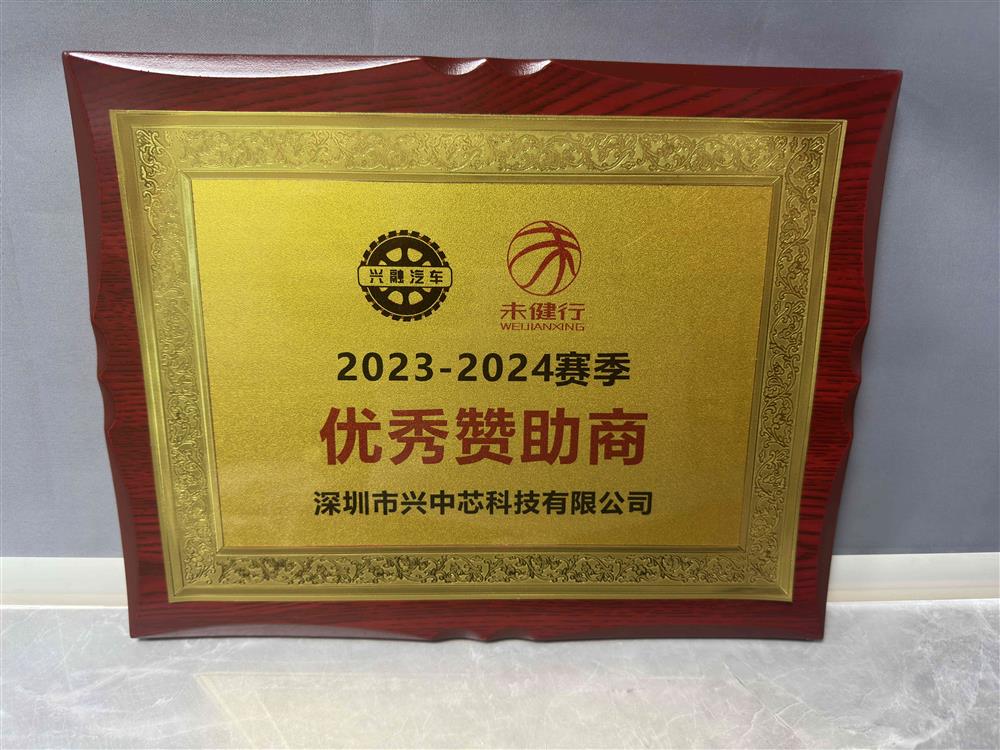 兴融汽车
未健行
WEIJIANXING
2023-2024赛季
优秀赞助商
深圳市兴中芯科技有限公司